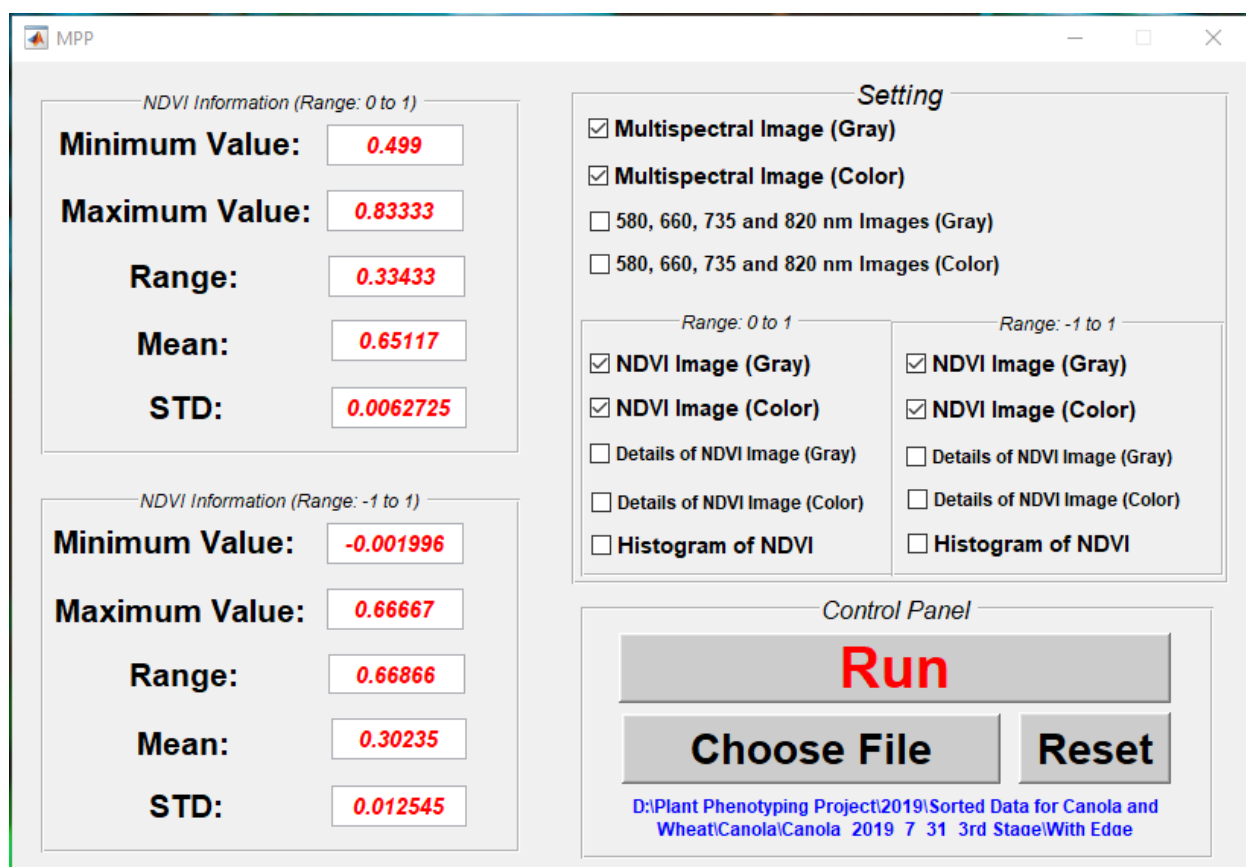 MPP
NDVI Information (Range: 0 to 1)
Minimum Value: 0.499
Maximum Value: 0.83333
Range: 0.33433
Mean: 0.65117
STD: 0.0062725
NDVI Information (Range: -1 to 1)
Minimum Value: -0.001996
Maximum Value: 0.66667
Range: 0.66866
Mean: 0.30235
STD: 0.012545
Setting
Multispectral Image (Gray)
Multispectral Image (Color)
580, 660, 735 and 820 nm Images (Gray)
580, 660, 735 and 820 nm Images (Color)
Range: 0 to 1
NDVI Image (Gray)
NDVI Image (Color)
Details of NDVI Image (Gray)
Details of NDVI Image (Color)
Histogram of NDVI
Range: -1 to 1
NDVI Image (Gray)
NDVI Image (Color)
Details of NDVI Image (Gray)
Details of NDVI Image (Color)
Histogram of NDVI
Control Panel
Run
Choose File
Reset
D:\Plant Phenotyping Project\2019\Sorted Data for Canola and
Wheat\Canola\Canola_2019_7_31_3rd Stage\With Edge